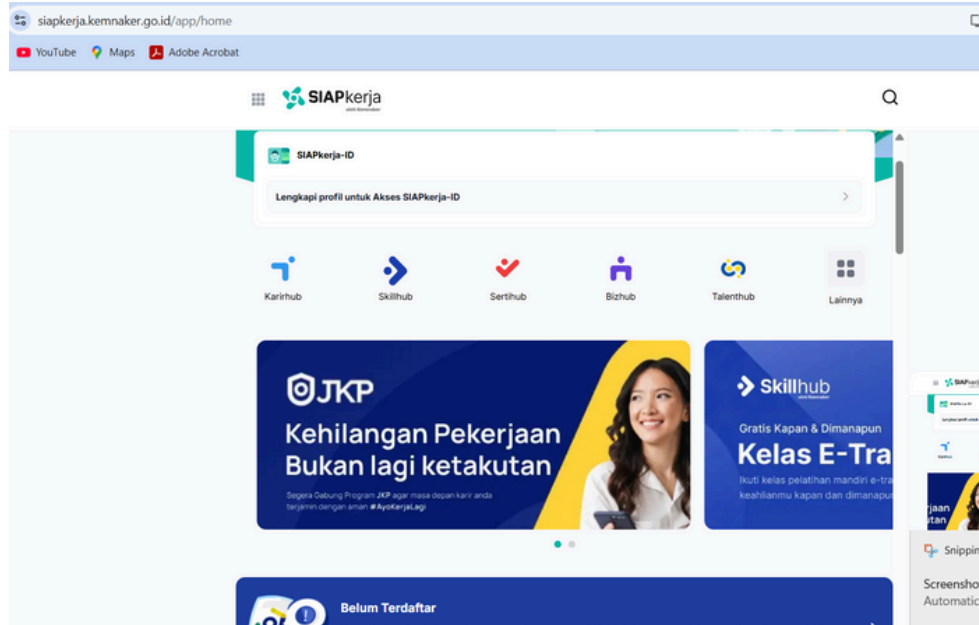 siapkerja.kemnaker.go.id/app/home
YouTube Maps Adobe Acrobat
SIAPkerja
SIAPkerja-ID
Lengkapi profil untuk Akses SIAPkerja-ID
Karirhub Skillhub Sertihub Bizhub Talenthub Lainnya
JKP
Kehilangan Pekerjaan
Bukan lagi ketakutan
Segera Gabung Program JKP agar masa depan karir anda
terjamin dengan aman #AyoKerjaLagi
Skillhub
Gratis Kapan & Dimanapun
Kelas E-Tra
Ikuti kelas pelatihan mandiri e-tra
keahlianmu kapan dan dimanapu
Belum Terdaftar
jaan
utan
Snippin
Screensho
Automatic